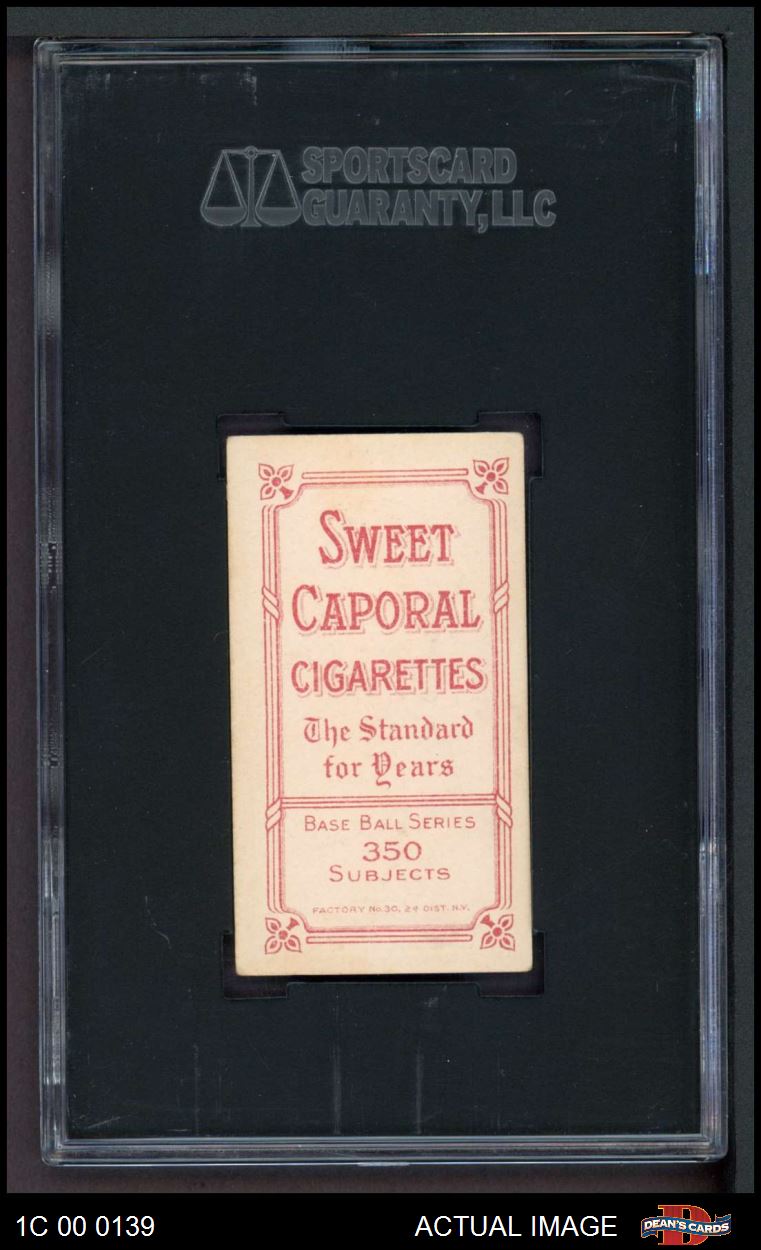 SPORTSCARD
GUARANTY, LLC
SWEET
CAPORAL
CIGARETTES
The Standard
for Years
BASE BALL SERIES
350
SUBJECTS
FACTORY No. 30, 2d DIST. N.Y.
1C 00 0139
ACTUAL IMAGE
DEAN'S CARDS